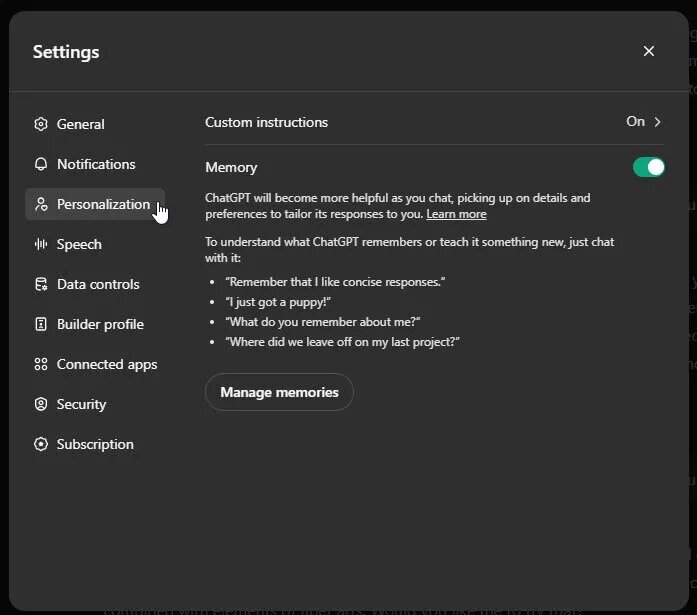 Settings
General
Notifications
Personalization
Speech
Data controls
Builder profile
Connected apps
Security
Subscription
Custom instructions On
Memory
ChatGPT will become more helpful as you chat, picking up on details and
preferences to tailor its responses to you. Learn more
To understand what ChatGPT remembers or teach it something new, just chat
with it:
• “Remember that I like concise responses.”
• “I just got a puppy!”
• “What do you remember about me?”
• “Where did we leave off on my last project?”
Manage memories